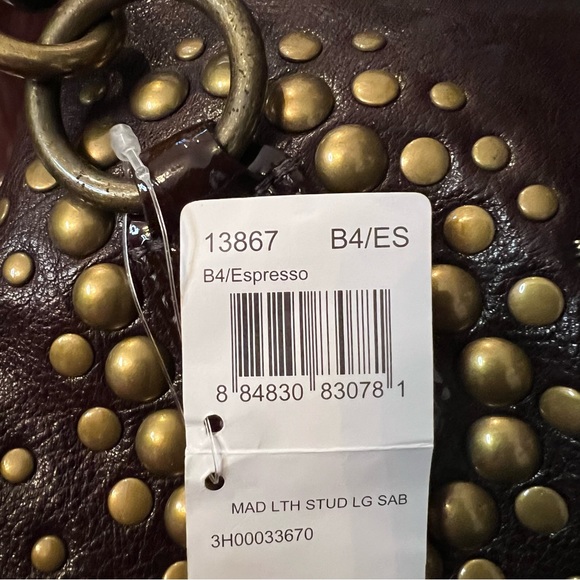 13867 B4/ES
B4/Espresso
8 84830 83078 1
MAD LTH STUD LG SAB
3H00033670